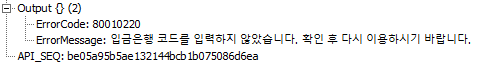 Output {} (2)
ErrorCode: 80010220
ErrorMessage: 입금은행 코드를 입력하지 않았습니다. 확인 후 다시 이용하시기 바랍니다.
API_SEQ: be05a95b5ae132144bcb1b075086d6ea